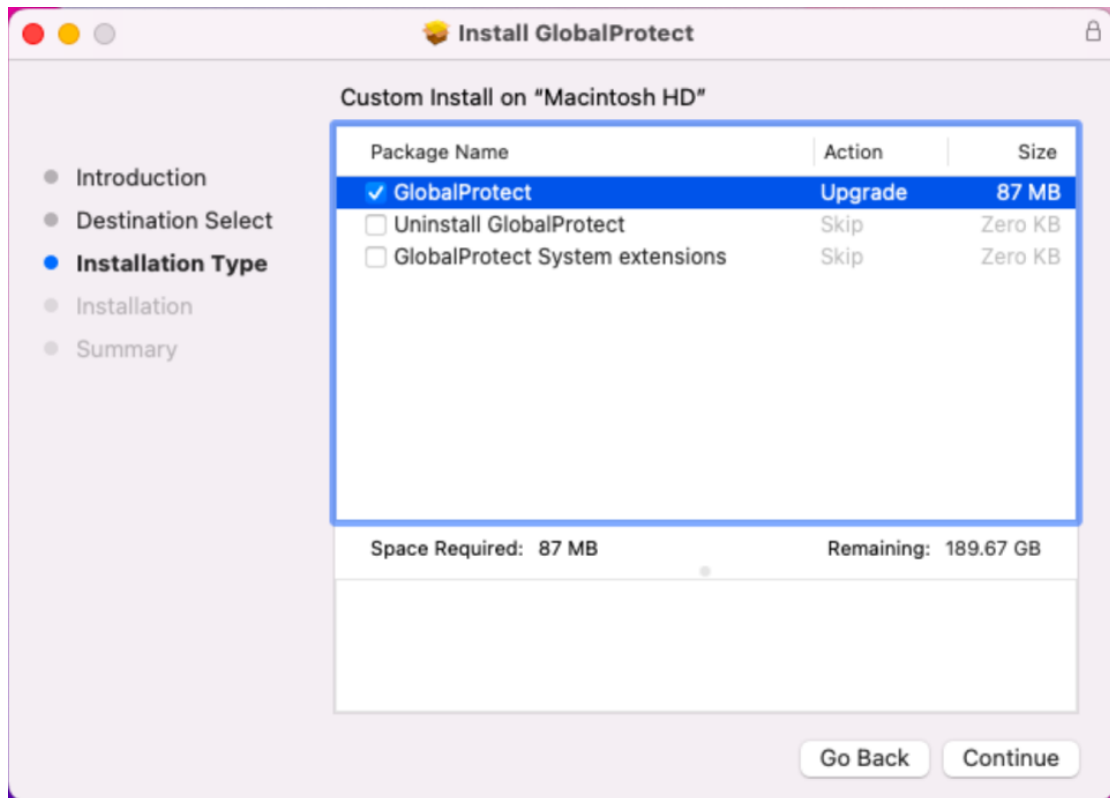 Install GlobalProtect
Custom Install on “Macintosh HD”
Introduction
Destination Select
Installation Type
Installation
Summary
Package Name Action Size
GlobalProtect Upgrade 87 MB
Uninstall GlobalProtect Skip Zero KB
GlobalProtect System extensions Skip Zero KB
Space Required: 87 MB Remaining: 189.67 GB
Go Back Continue